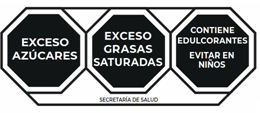 EXCESO
AZÚCARES
EXCESO
GRASAS
SATURADAS
CONTIENE
EDULCORANTES
EVITAR EN
NIÑOS
SECRETARÍA DE SALUD